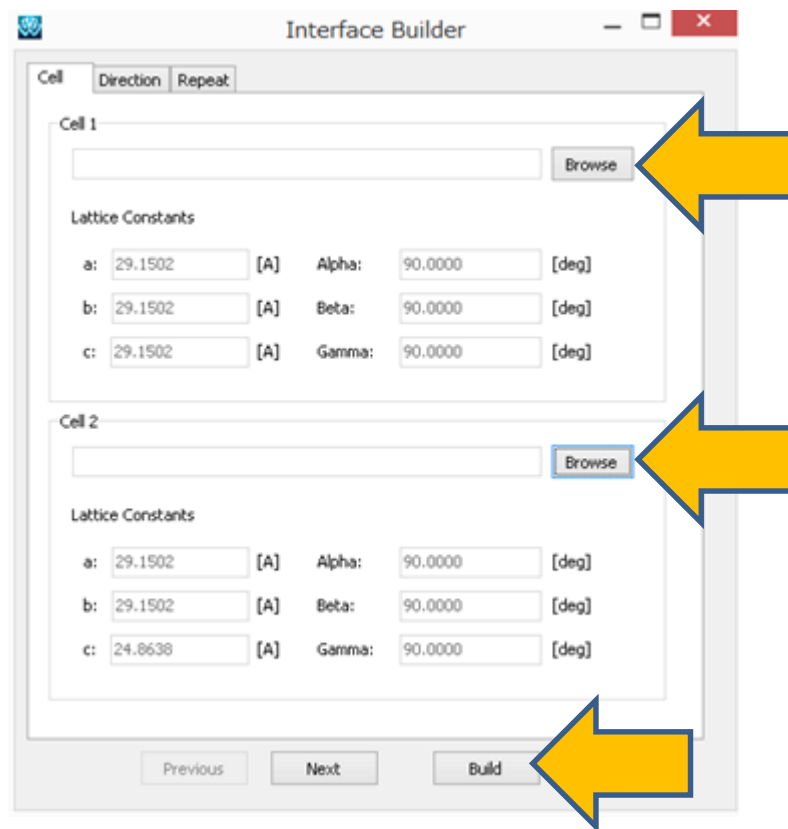 Interface Builder
Cell Direction Repeat
Cell 1
Browse
Lattice Constants
a: 29.1502 [A] Alpha: 90.0000 [deg]
b: 29.1502 [A] Beta: 90.0000 [deg]
c: 29.1502 [A] Gamma: 90.0000 [deg]
Cell 2
Browse
Lattice Constants
a: 29.1502 [A] Alpha: 90.0000 [deg]
b: 29.1502 [A] Beta: 90.0000 [deg]
c: 24.8638 [A] Gamma: 90.0000 [deg]
Previous Next Build